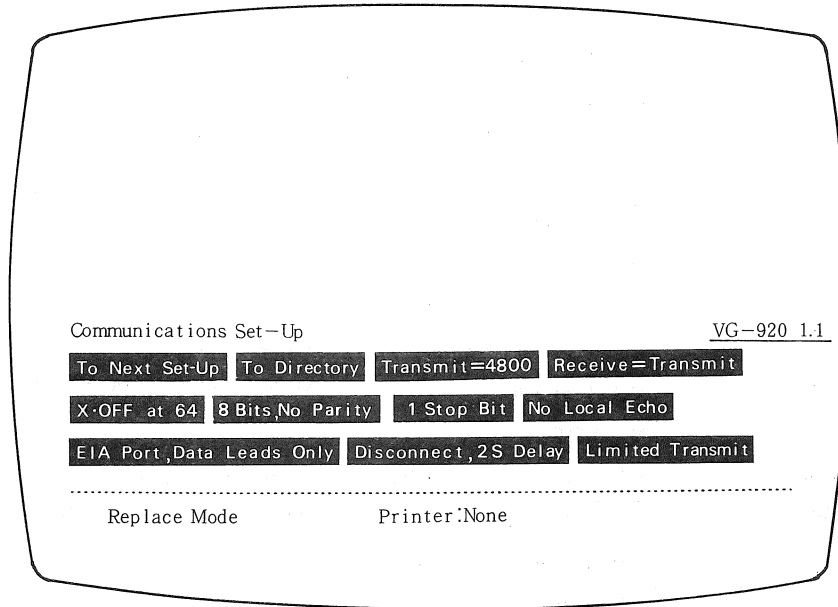 Communications Set-Up VG-920 1.1
To Next Set-Up To Directory Transmit=4800 Receive=Transmit
X·OFF at 64 8 Bits,No Parity 1 Stop Bit No Local Echo
EIA Port,Data Leads Only Disconnect,2S Delay Limited Transmit
Replace Mode Printer:None